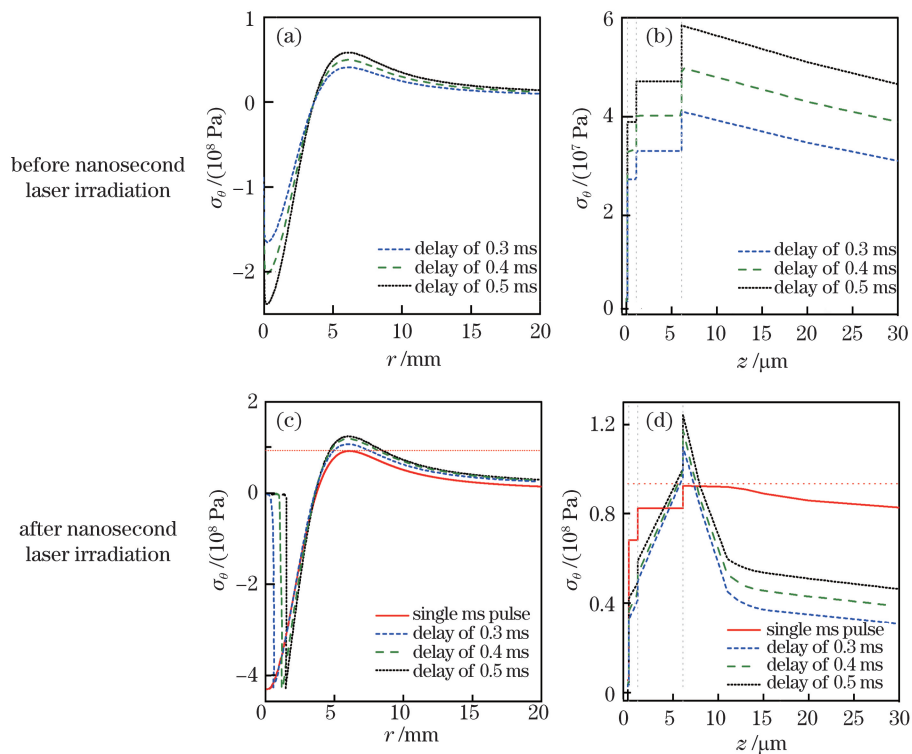 (a)
1
0
−1
−2
σθ /(10⁸ Pa)
0
5
10
15
20
r /mm
delay of 0.3 ms
delay of 0.4 ms
delay of 0.5 ms
before nanosecond
laser irradiation
(b)
6
4
2
0
σθ /(10⁷ Pa)
0
5
10
15
20
25
30
z /μm
delay of 0.3 ms
delay of 0.4 ms
delay of 0.5 ms
(c)
2
0
−2
−4
σθ /(10⁸ Pa)
0
5
10
15
20
r /mm
single ms pulse
delay of 0.3 ms
delay of 0.4 ms
delay of 0.5 ms
after nanosecond
laser irradiation
(d)
1.2
0.8
0.4
0
σθ /(10⁸ Pa)
0
5
10
15
20
25
30
z /μm
single ms pulse
delay of 0.3 ms
delay of 0.4 ms
delay of 0.5 ms